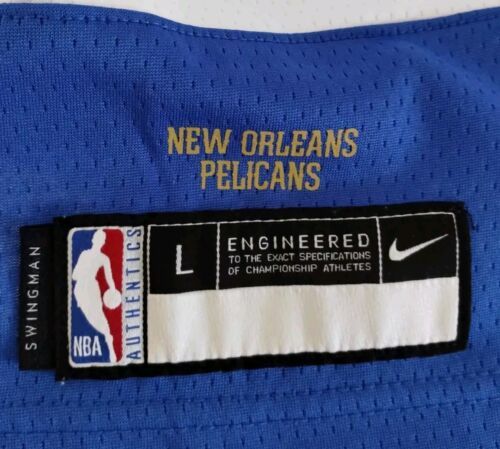 NEW ORLEANS
PELICANS
SWINGMAN
NBA
AUTHENTICS
L
ENGINEERED
TO THE EXACT SPECIFICATIONS
OF CHAMPIONSHIP ATHLETES